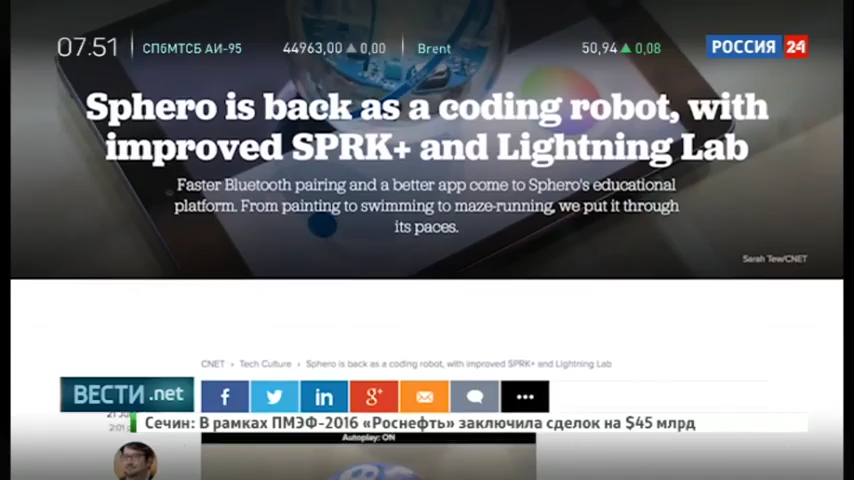 07.51 СПбМТСБ АИ-95 44963,00 ▲ 0,00 Brent 50,94 ▲ 0,08 РОССИЯ 24
Sphero is back as a coding robot, with
improved SPRK+ and Lightning Lab
Faster Bluetooth pairing and a better app come to Sphero's educational
platform. From painting to swimming to maze-running, we put it through
its paces.
Sarah Tew/CNET
CNET › Tech Culture › Sphero is back as a coding robot, with improved SPRK+ and Lightning Lab
ВЕСТИ.net
f in g+
Сечин: В рамках ПМЭФ-2016 «Роснефть» заключила сделок на $45 млрд
Autoplay: ON